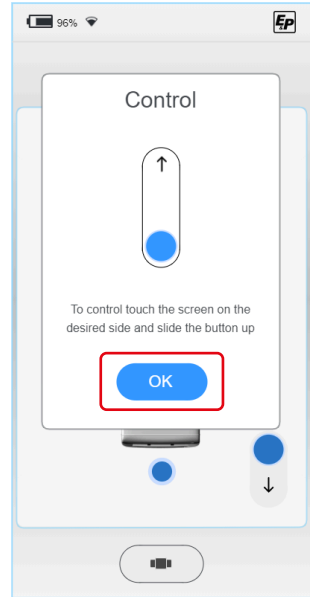 96%
E&P
Control
To control touch the screen on the
desired side and slide the button up
OK